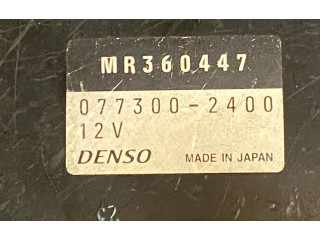 MR360447
077300-2400
12V
DENSO MADE IN JAPAN